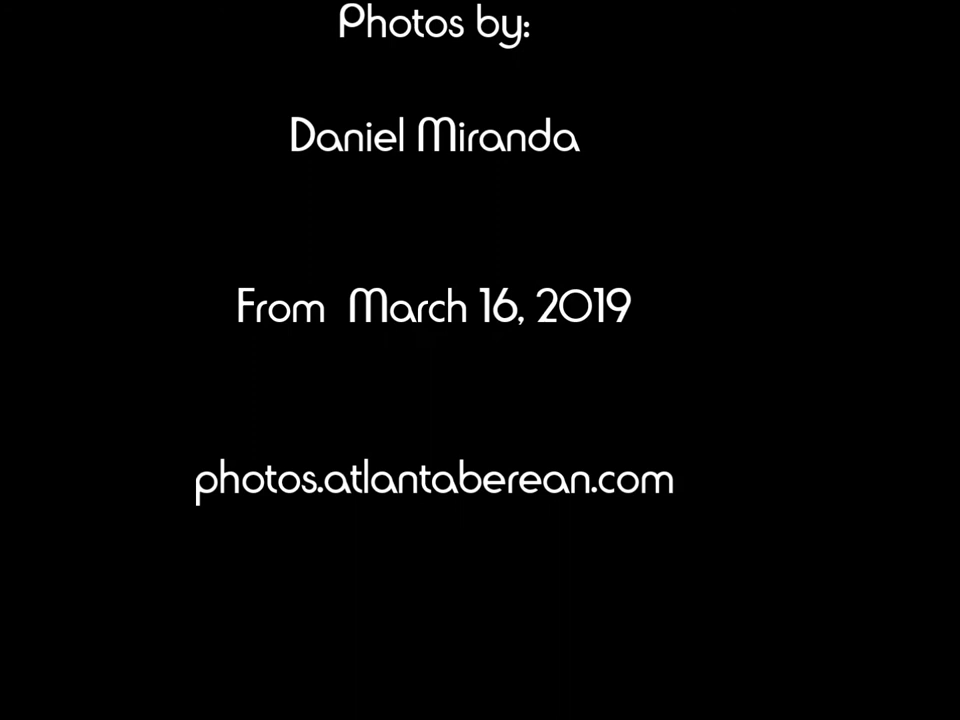 Photos by:
Daniel Miranda
From March 16, 2019
photos.atlantaberean.com